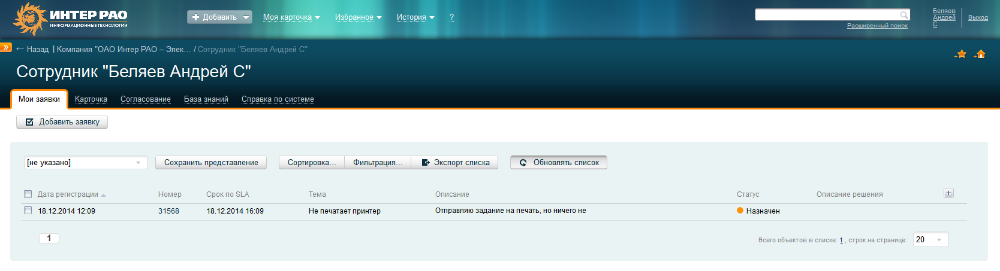 ИНТЕР РАО
ИНФОРМАЦИОННЫЕ ТЕХНОЛОГИИ
Добавить
Моя карточка
Избранное
История
?
Расширенный поиск
Беляев
Андрей
С
Выход
← Назад | Компания "ОАО Интер РАО – Элек... / Сотрудник "Беляев Андрей С"
Сотрудник "Беляев Андрей С"
Мои заявки
Карточка
Согласование
База знаний
Справка по системе
Добавить заявку
[не указано]
Сохранить представление
Сортировка...
Фильтрация...
Экспорт списка
Обновлять список
Дата регистрации
Номер
Срок по SLA
Тема
Описание
Статус
Описание решения
18.12.2014 12:09
31568
18.12.2014 16:09
Не печатает принтер
Отправляю задание на печать, но ничего не
Назначен
1
Всего объектов в списке: 1 , строк на странице:
20